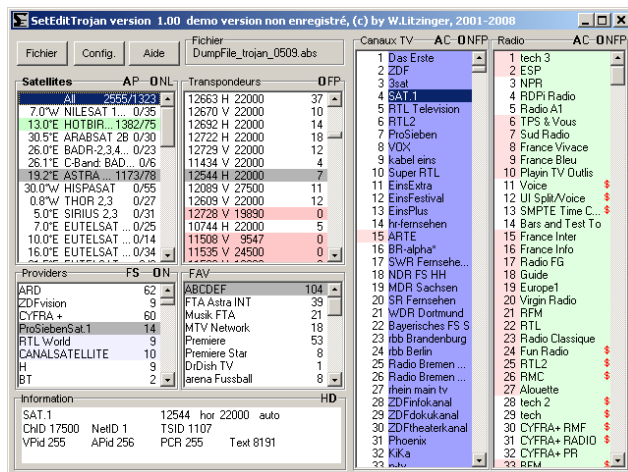 SetEditTrojan version 1.00 demo version non enregistré, (c) by W.Litzinger, 2001-2008
Fichier Config. Aide
Fichier
DumpFile_trojan_0509.abs
Satellites AP ONL
All 2555/1323
7.0°W NILESAT 1... 0/35
13.0°E HOTBIR... 1382/75
30.5°E ARABSAT 2B 0/30
26.0°E BADR-2,3,4... 0/23
26.1°E C-Band: BAD... 0/6
19.2°E ASTRA ... 1173/78
30.0°W HISPASAT 0/55
0.8°W THOR 2,3 0/27
5.0°E SIRIUS 2,3 0/31
7.0°E EUTELSAT ... 0/25
10.0°E EUTELSAT ... 0/14
16.0°E EUTELSAT ... 0/34
Transpondeurs OFP
12663 H 22000 37
12670 V 22000 10
12692 H 22000 14
12722 H 22000 18
12729 V 22000 12
11434 V 22000 4
12544 H 22000 7
12089 V 27500 11
12609 V 22000 12
12728 V 19890 0
10744 H 22000 5
11508 V 9547 0
11535 V 24500 0
Providers FS ON
ARD 62
ZDFvision 9
CYFRA + 60
ProSiebenSat.1 14
RTL World 9
CANALSATELLITE 10
H 9
BT 2
FAV
ABCDEF 104
FTA Astra INT 39
Musik FTA 21
MTV Network 18
Premiere 53
Premiere Star 8
DrDish TV 1
arena Fussball 8
Information HD-
SAT.1 12544 hor 22000 auto
ChID 17500 NetID 1 TSID 1107
VPid 255 APid 256 PCR 255 Text 8191
Canaux TV AC ONFP
1 Das Erste
2 ZDF
3 3sat
4 SAT.1
5 RTL Television
6 RTL2
7 ProSieben
8 VOX
9 kabel eins
10 Super RTL
11 EinsExtra
12 EinsFestival
13 EinsPlus
14 hr-fernsehen
15 ARTE
16 BR-alpha*
17 SWR Fernsehe...
18 NDR FS HH
19 MDR Sachsen
20 SR Fernsehen
21 WDR Dortmund
22 Bayerisches FS S
23 rbb Brandenburg
24 rbb Berlin
25 Radio Bremen ...
26 Radio Bremen ...
27 rhein main tv
28 ZDFinfokanal
29 ZDFdokukanal
30 ZDFtheaterkanal
31 Phoenix
32 KiKa
33 n-tv
Radio AC ONFP
1 tech 3
2 ESP
3 NPR
4 RDPi Radio
5 Radio A1
6 TPS & Vous
7 Sud Radio
8 France Vivace
9 France Bleu
10 Playin TV Outlis
11 Voice $
12 UI Split/Voice $
13 SMPTE Time C... $
14 Bars and Test To
15 France Inter
16 France Info
17 Radio FG
18 Guide
19 Europe1
20 Virgin Radio
21 RFM
22 RTL
23 Radio Classique
24 Fun Radio $
25 RTL2 $
26 RMC $
27 Alouette
28 tech 2 $
29 tech $
30 CYFRA+ RMF $
31 CYFRA+ RADIO $
32 CYFRA+ PR
33 RFM $